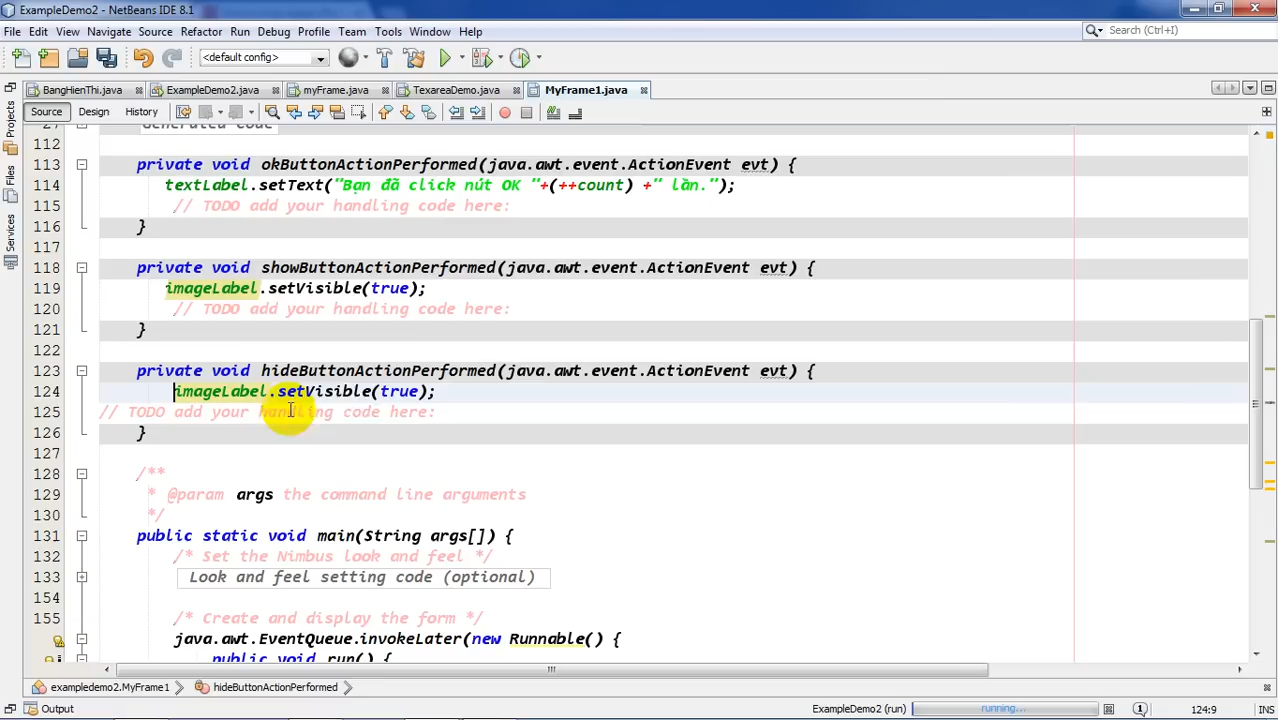 ExampleDemo2 - NetBeans IDE 8.1
File Edit View Navigate Source Refactor Run Debug Profile Team Tools Window Help
Search (Ctrl+I)
<default config>
BangHienThi.java ExampleDemo2.java myFrame.java TexareaDemo.java MyFrame1.java
Source Design History
Projects
Files
Services
Generated code
112
113 private void okButtonActionPerformed(java.awt.event.ActionEvent evt) {
114 textLabel.setText("Bạn đã click nút OK "+(++count) +" lần.");
115 // TODO add your handling code here:
116 }
117
118 private void showButtonActionPerformed(java.awt.event.ActionEvent evt) {
119 imageLabel.setVisible(true);
120 // TODO add your handling code here:
121 }
122
123 private void hideButtonActionPerformed(java.awt.event.ActionEvent evt) {
124 imageLabel.setVisible(true);
125 // TODO add your handling code here:
126 }
127
128 /**
129 * @param args the command line arguments
130 */
131 public static void main(String args[]) {
132 /* Set the Nimbus look and feel */
133 Look and feel setting code (optional)
154
155 /* Create and display the form */
java.awt.EventQueue.invokeLater(new Runnable() {
public void run() {
exampledemo2.MyFrame1 hideButtonActionPerformed
Output ExampleDemo2 (run) running... 124:9 INS